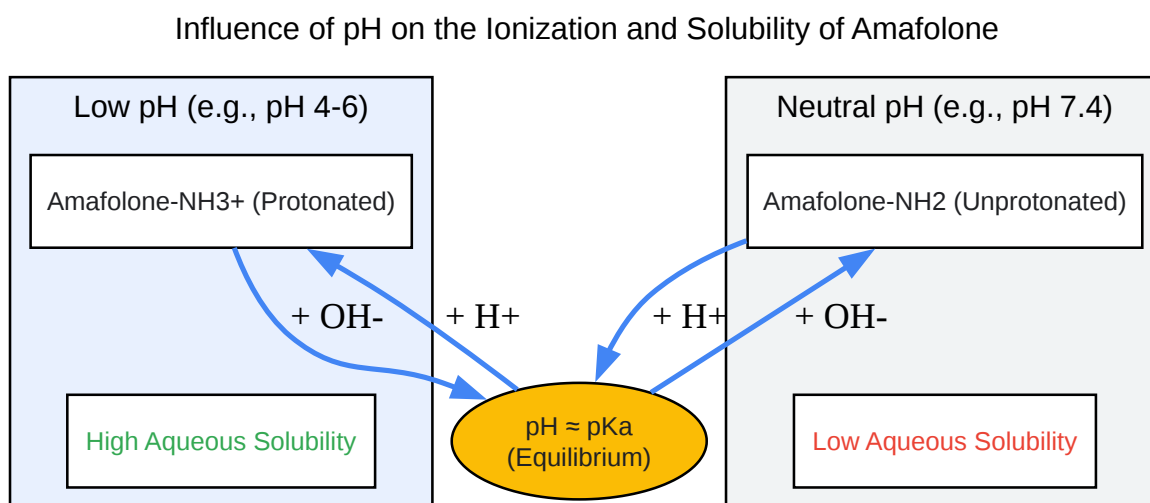 Influence of pH on the Ionization and Solubility of Amafolone
Low pH (e.g., pH 4-6)
Neutral pH (e.g., pH 7.4)
Amafolone-NH3+ (Protonated)
Amafolone-NH2 (Unprotonated)
+ OH-
+ H+
+ H+
+ OH-
High Aqueous Solubility
pH ≈ pKa
(Equilibrium)
Low Aqueous Solubility